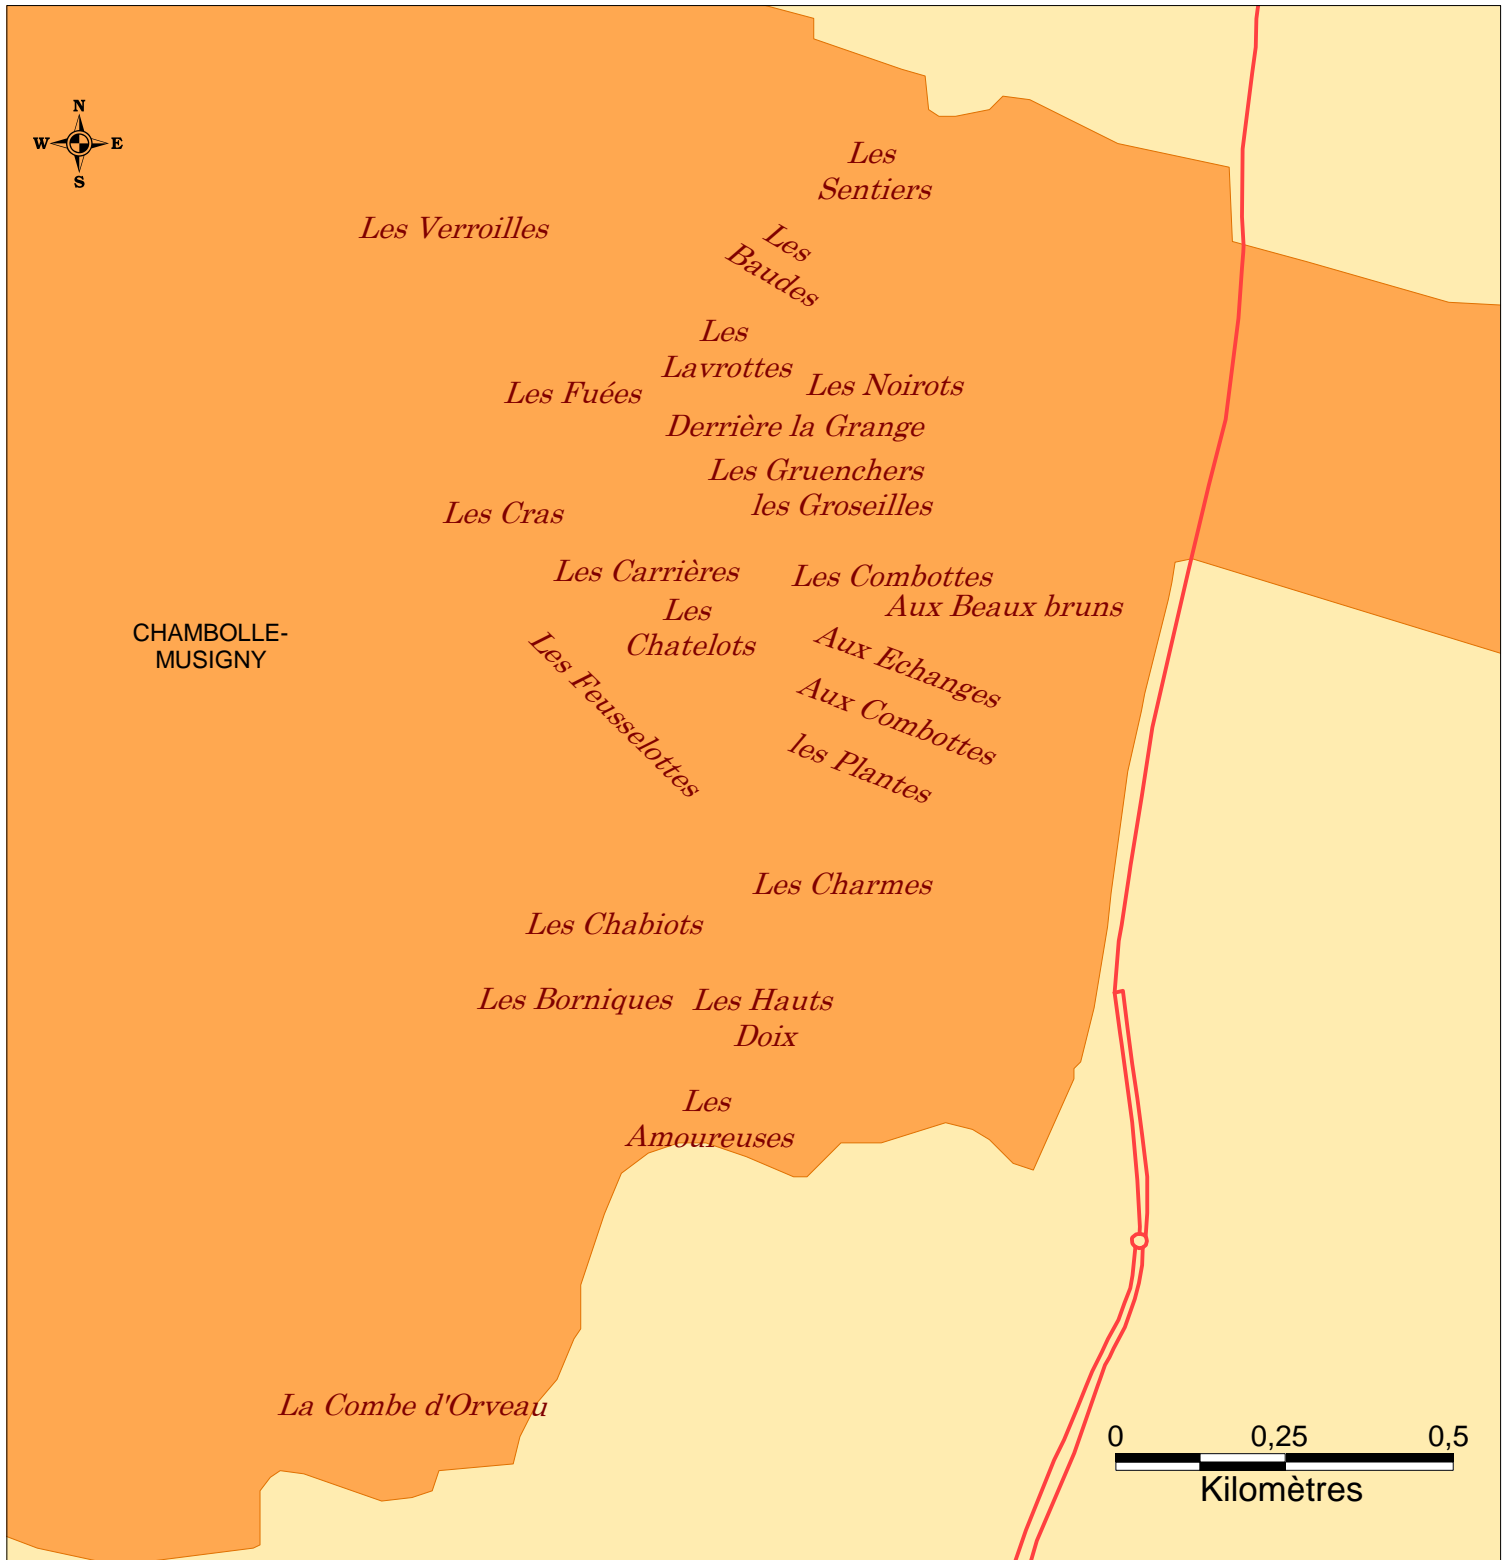 N
W E
S
Les
Sentiers
Les Verroilles
Les
Baudes
Les
Lavrottes
Les Noirots
Les Fuées
Derrière la Grange
Les Gruenchers
les Groseilles
Les Cras
Les Carrières
Les Combottes
Les
Chatelots
Aux Beaux bruns
CHAMBOLLE-
MUSIGNY
Aux Echanges
Les Feusselottes
Aux Combottes
les Plantes
Les Charmes
Les Chabiots
Les Borniques
Les Hauts
Doix
Les
Amoureuses
La Combe d'Orveau
0 0,25 0,5
Kilomètres